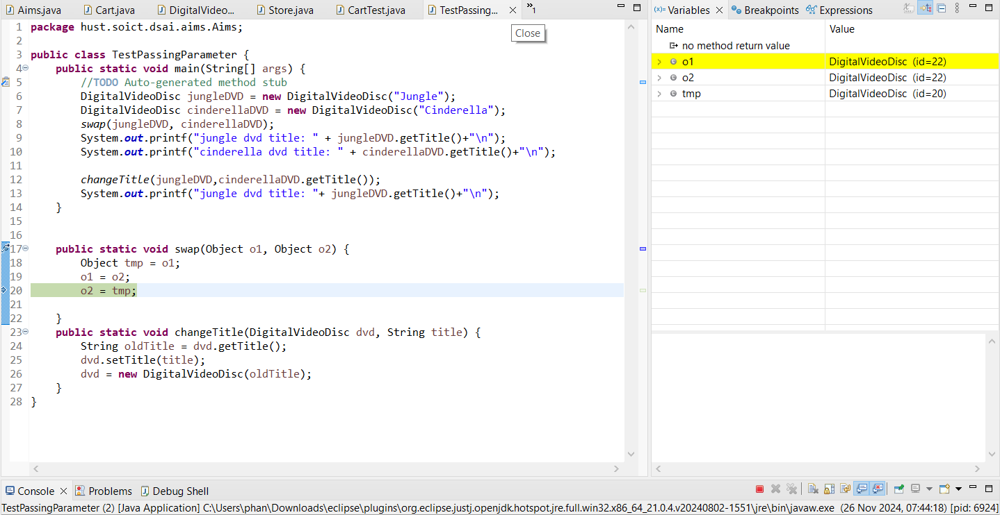 Aims.java Cart.java DigitalVideo... Store.java CartTest.java TestPassing... »1
Close
1 package hust.soict.dsai.aims.Aims;
2
3 public class TestPassingParameter {
4 public static void main(String[] args) {
5 //TODO Auto-generated method stub
6 DigitalVideoDisc jungleDVD = new DigitalVideoDisc("Jungle");
7 DigitalVideoDisc cinderellaDVD = new DigitalVideoDisc("Cinderella");
8 swap(jungleDVD, cinderellaDVD);
9 System.out.printf("jungle dvd title: " + jungleDVD.getTitle()+"\n");
10 System.out.printf("cinderella dvd title: " + cinderellaDVD.getTitle()+"\n");
11
12 changeTitle(jungleDVD,cinderellaDVD.getTitle());
13 System.out.printf("jungle dvd title: "+ jungleDVD.getTitle()+"\n");
14 }
15
16
17 public static void swap(Object o1, Object o2) {
18 Object tmp = o1;
19 o1 = o2;
20 o2 = tmp;
21
22 }
23 public static void changeTitle(DigitalVideoDisc dvd, String title) {
24 String oldTitle = dvd.getTitle();
25 dvd.setTitle(title);
26 dvd = new DigitalVideoDisc(oldTitle);
27 }
28 }
(x)= Variables Breakpoints Expressions
Name Value
no method return value
o1 DigitalVideoDisc (id=22)
o2 DigitalVideoDisc (id=22)
tmp DigitalVideoDisc (id=20)
Console Problems Debug Shell
TestPassingParameter (2) [Java Application] C:\Users\phan\Downloads\eclipse\plugins\org.eclipse.justj.openjdk.hotspot.jre.full.win32.x86_64_21.0.4.v20240802-1551\jre\bin\javaw.exe (26 Nov 2024, 07:44:18) [pid: 6924]